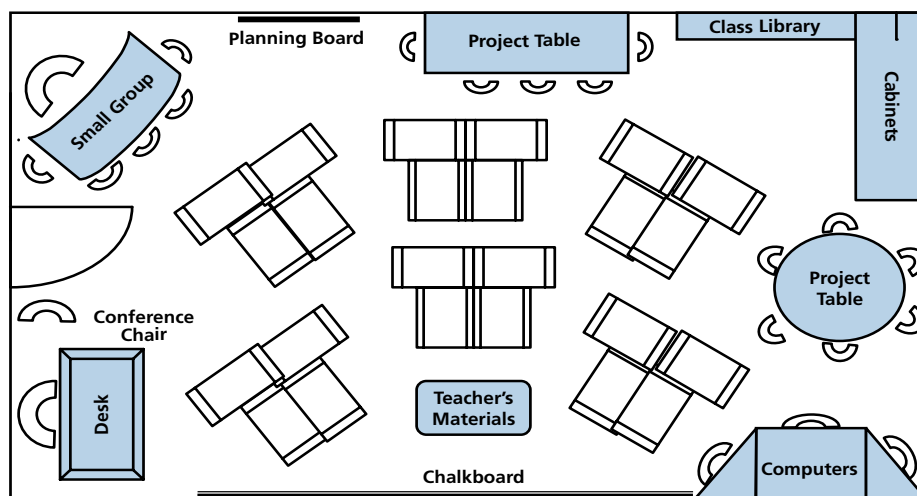 Planning Board
Project Table
Class Library
Cabinets
Small Group
Project
Table
Conference
Chair
Desk
Teacher's
Materials
Computers
Chalkboard